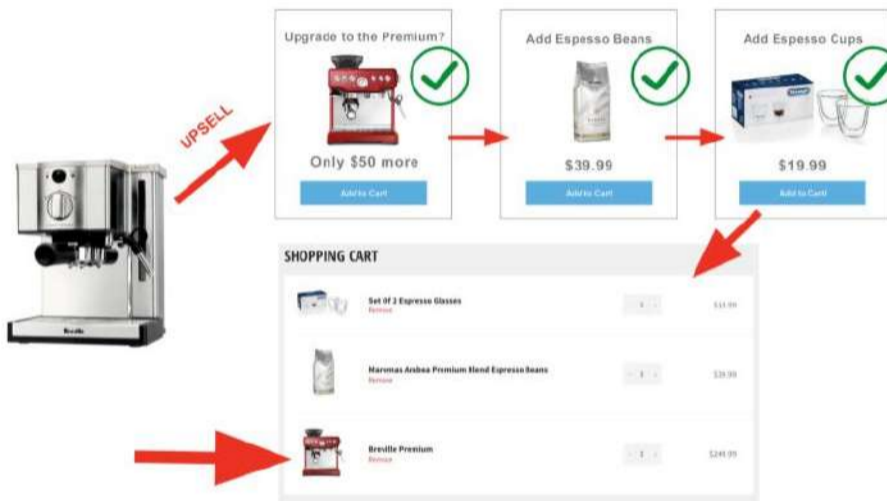 Upgrade to the Premium?
Only $50 more
Add to Cart
Add Espesso Beans
$39.99
Add to Cart!
Add Espesso Cups
$19.99
Add to Cart!
UPSELL
Breville
SHOPPING CART
Set Of 2 Espresso Glasses
Remove
Premium Blend Espresso Beans
Remove
$39.99
Breville Premium
Remove
$249.99